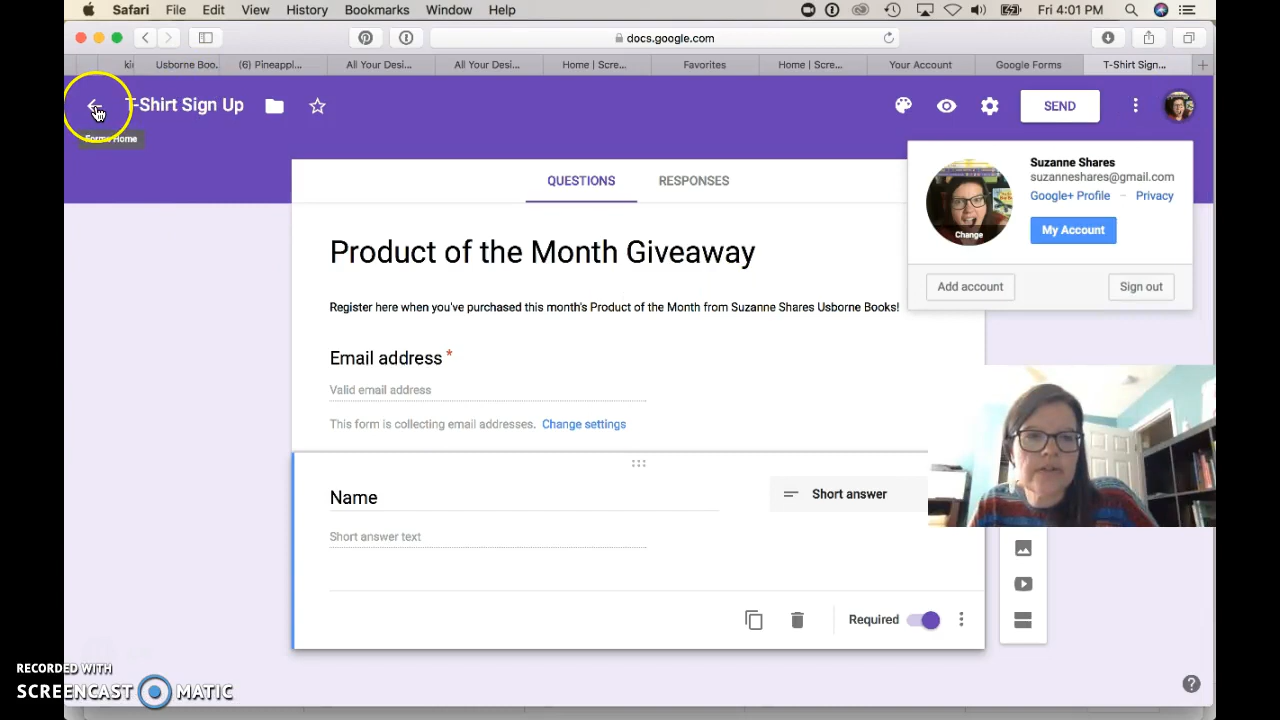 Safari File Edit View History Bookmarks Window Help Fri 4:01 PM
docs.google.com
Usborne Boo. (6) Pineappl... All Your Desi... All Your Desi... Home | Scre... Favorites Home | Scre... Your Account Google Forms T-Shirt Sign...
T-Shirt Sign Up SEND
Forms Home
QUESTIONS RESPONSES
Suzanne Shares
suzanneshares@gmail.com
Google+ Profile – Privacy
Change
My Account
Add account Sign out
Product of the Month Giveaway
Register here when you've purchased this month's Product of the Month from Suzanne Shares Usborne Books!
Email address *
Valid email address
This form is collecting email addresses. Change settings
Name
Short answer
Short answer text
Required
RECORDED WITH
SCREENCAST MATIC